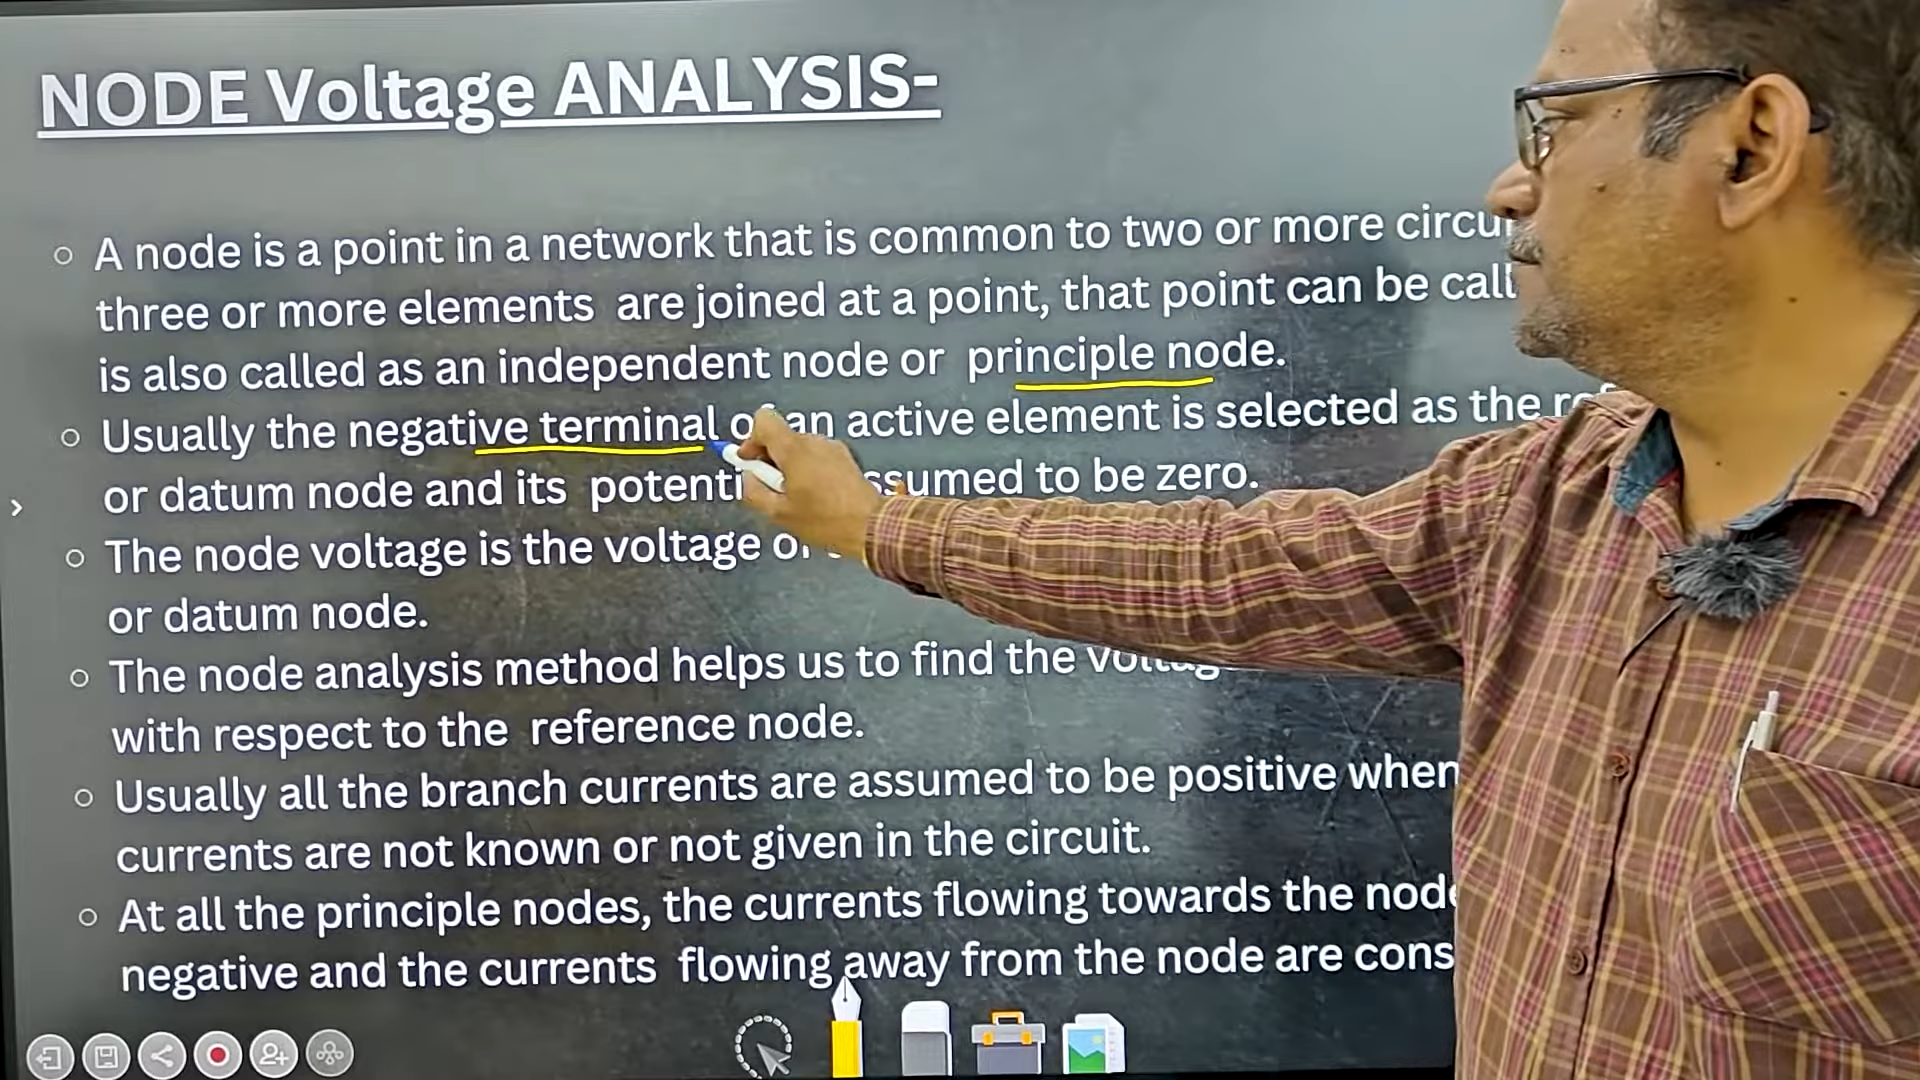 NODE Voltage ANALYSIS-
A node is a point in a network that is common to two or more
three or more elements are joined at a point, that point can be
is also called as an independent node or principle node.
Usually the negative terminal of an active element is selected as the
or datum node and its assumed to be zero.
The node voltage is the voltage
or datum node.
The node analysis method helps us to find the
with respect to the reference node.
Usually all the branch currents are assumed to be positive when
currents are not known or not given in the circuit.
At all the principle nodes, the currents flowing towards the
negative and the currents flowing away from the node are